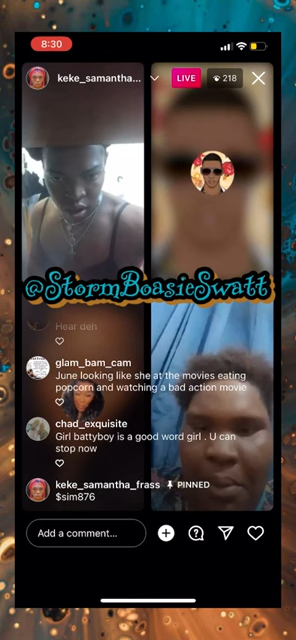 8:30
keke_samantha...
LIVE
218
@StormBoasieSwatt
Hear deh
glam_bam_cam
June looking like she at the movies eating
popcorn and watching a bad action movie
chad_exquisite
Girl battyboy is a good word girl . U can
stop now
keke_samantha_frass PINNED
$sim876
Add a comment...